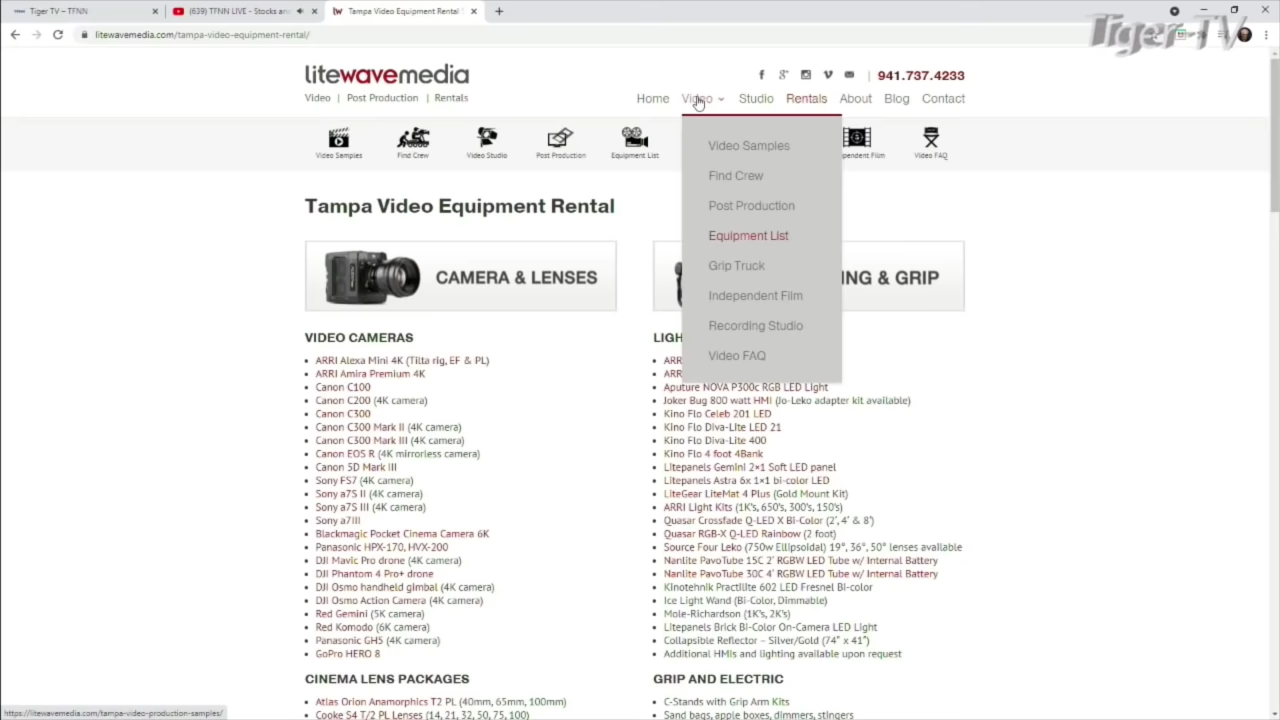 Tiger TV – TFNN
(639) TFNN LIVE - Stocks and
Tampa Video Equipment Rental
litewavemedia.com/tampa-video-equipment-rental/
Tiger TV
litewavemedia
941.737.4233
Video | Post Production | Rentals
Home Video Studio Rentals About Blog Contact
Video Samples Find Crew Video Studio Post Production Equipment List pendent Film Video FAQ
Video Samples
Find Crew
Post Production
Equipment List
Grip Truck
Independent Film
Recording Studio
Video FAQ
Tampa Video Equipment Rental
CAMERA & LENSES
ING & GRIP
VIDEO CAMERAS
ARRI Alexa Mini 4K (Tilta rig, EF & PL)
ARRI Amira Premium 4K
Canon C100
Canon C200 (4K camera)
Canon C300
Canon C300 Mark II (4K camera)
Canon C300 Mark III (4K camera)
Canon EOS R (4K mirrorless camera)
Canon 5D Mark III
Sony FS7 (4K camera)
Sony a7S II (4K camera)
Sony a7S III (4K camera)
Sony a7III
Blackmagic Pocket Cinema Camera 6K
Panasonic HPX-170, HVX-200
DJI Mavic Pro drone (4K camera)
DJI Phantom 4 Pro+ drone
DJI Osmo handheld gimbal (4K camera)
DJI Osmo Action Camera (4K camera)
Red Gemini (5K camera)
Red Komodo (6K camera)
Panasonic GH5 (4K camera)
GoPro HERO 8
CINEMA LENS PACKAGES
Atlas Orion Anamorphics T2 PL (40mm, 65mm, 100mm)
Cooke S4 T/2 PL Lenses (14, 21, 32, 50, 75, 100)
LIGH
ARR
ARR
Aputure NOVA P300c RGB LED Light
Joker Bug 800 watt HMI (Jo-Leko adapter kit available)
Kino Flo Celeb 201 LED
Kino Flo Diva-Lite LED 21
Kino Flo Diva-Lite 400
Kino Flo 4 foot 4Bank
Litepanels Gemini 2×1 Soft LED panel
Litepanels Astra 6x 1×1 bi-color LED
LiteGear LiteMat 4 Plus (Gold Mount Kit)
ARRI Light Kits (1K's, 650's, 300's, 150's)
Quasar Crossfade Q-LED X Bi-Color (2', 4' & 8')
Quasar RGB-X Q-LED Rainbow (2 foot)
Source Four Leko (750w Ellipsoidal) 19°, 36°, 50° lenses available
Nanlite PavoTube 15C 2' RGBW LED Tube w/ Internal Battery
Nanlite PavoTube 30C 4' RGBW LED Tube w/ Internal Battery
Kinotehnik Practilite 602 LED Fresnel Bi-color
Ice Light Wand (Bi-Color, Dimmable)
Mole-Richardson (1K's, 2K's)
Litepanels Brick Bi-Color On-Camera LED Light
Collapsible Reflector – Silver/Gold (74" x 41")
Additional HMIs and lighting available upon request
GRIP AND ELECTRIC
C-Stands with Grip Arm Kits
Sand bags, apple boxes, dimmers, stingers
https://litewavemedia.com/tampa-video-production-samples/